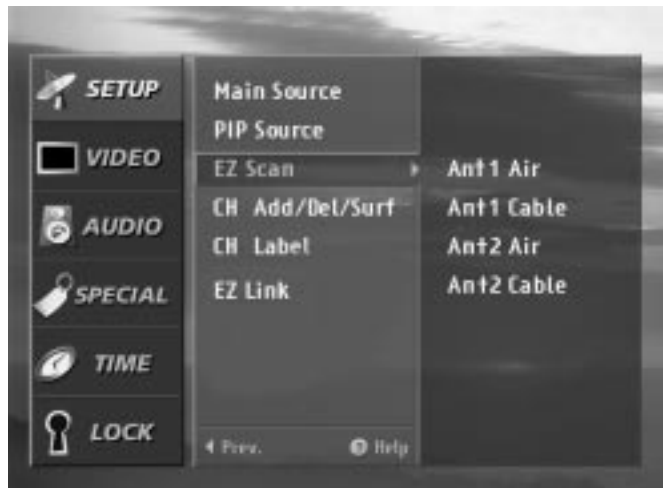 SETUP
VIDEO
AUDIO
SPECIAL
TIME
LOCK
Main Source
PIP Source
EZ Scan
CH Add/Del/Surf
CH Label
EZ Link
Prev.
Help
Ant1 Air
Ant1 Cable
Ant2 Air
Ant2 Cable